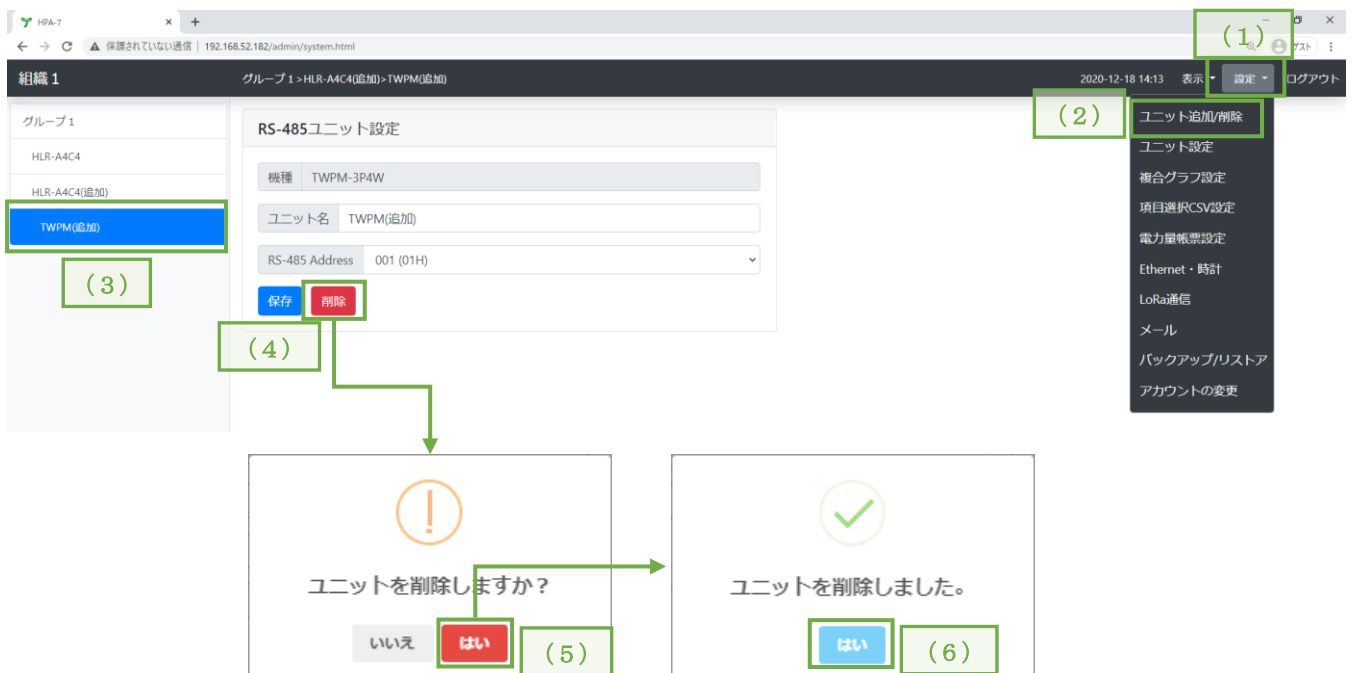 HPA-7
保護されていない通信 | 192.168.52.182/admin/system.html
ゲスト
(1)
組織 1
グループ 1>HLR-A4C4(追加)>TWPM(追加)
2020-12-18 14:13 表示 設定 ログアウト
(2)
グループ 1
HLR-A4C4
HLR-A4C4(追加)
TWPM(追加)
(3)
RS-485ユニット設定
機種 TWPM-3P4W
ユニット名 TWPM(追加)
RS-485 Address 001 (01H)
保存 削除
(4)
ユニット追加/削除
ユニット設定
複合グラフ設定
項目選択CSV設定
電力量帳票設定
Ethernet・時計
LoRa通信
メール
バックアップ/リストア
アカウントの変更
ユニットを削除しますか？
いいえ はい
(5)
ユニットを削除しました。
はい
(6)